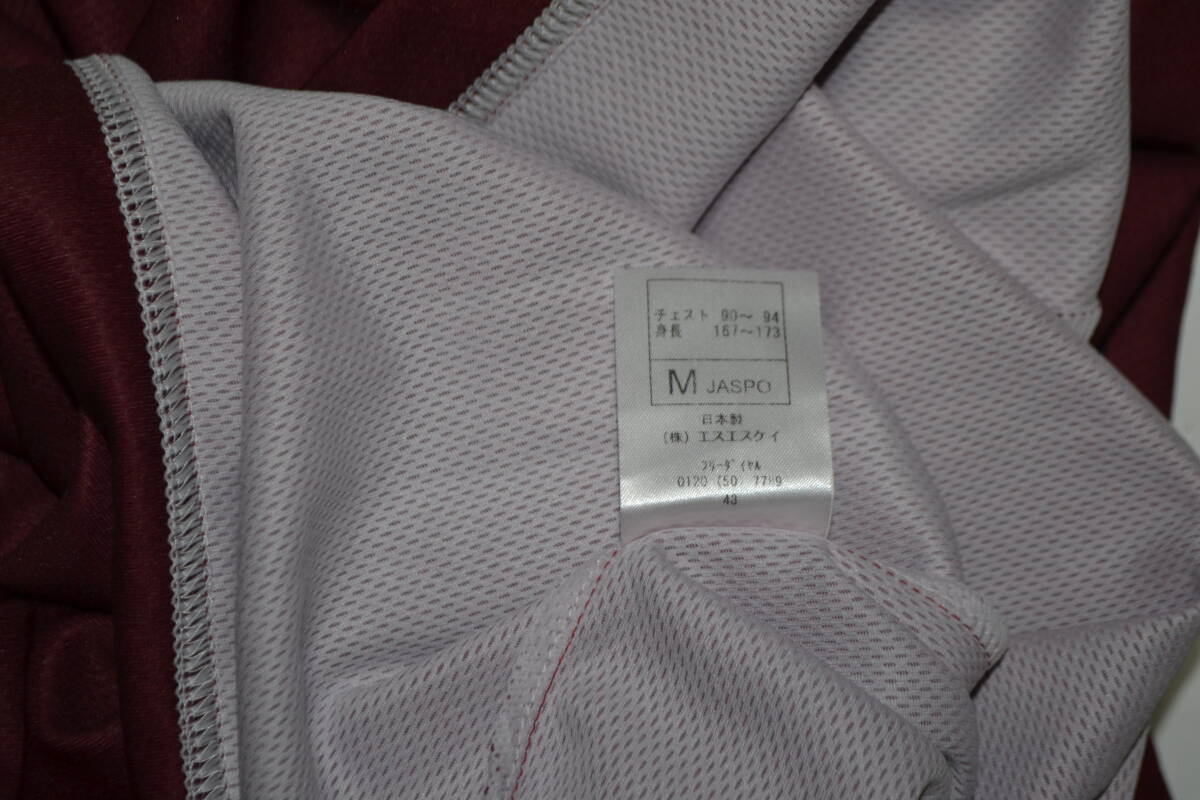 チェスト 90〜 94
身長 167〜173
M JASPO
日本製
(株) エスエスケイ
フリーダイヤル
0120 (50) 7789
43